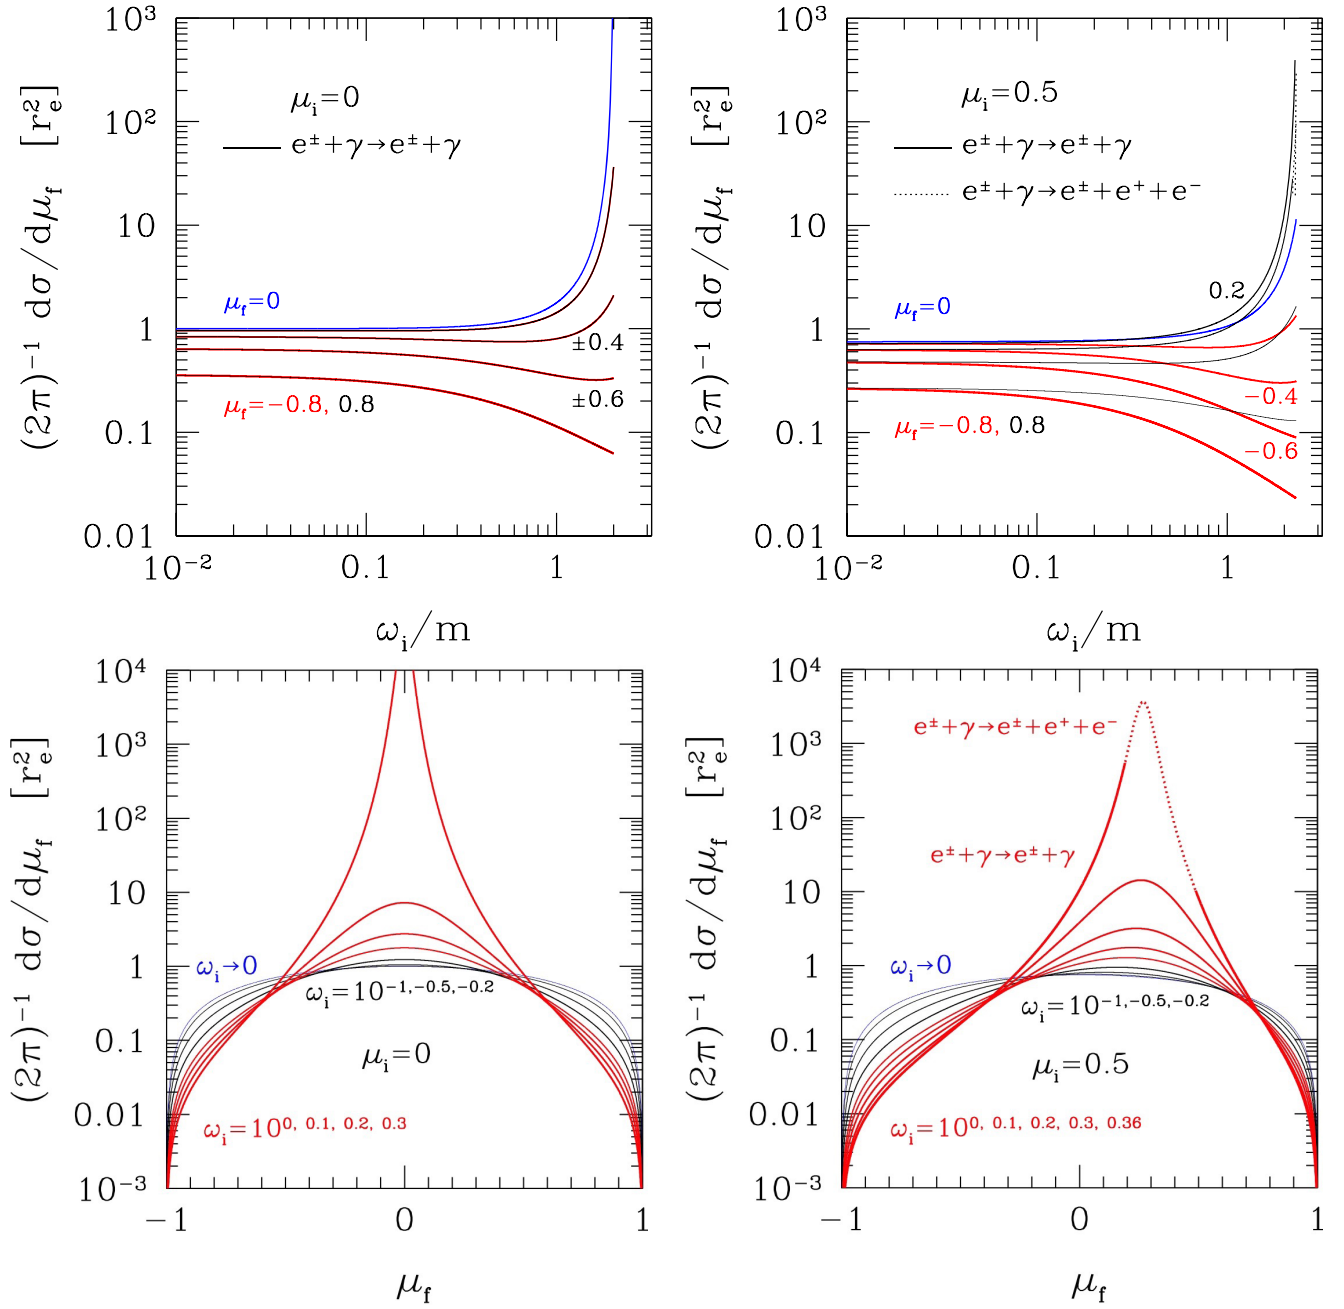 10³
10²
10
1
0.1
0.01
(2π)⁻¹ dσ/dμ_f [r_e²]
μ_i=0
e^±+γ→e^±+γ
μ_f=0
±0.4
±0.6
μ_f=−0.8, 0.8
10⁻² 0.1 1
ω_i/m
10³
10²
10
1
0.1
0.01
(2π)⁻¹ dσ/dμ_f [r_e²]
μ_i=0.5
e^±+γ→e^±+γ
e^±+γ→e^±+e⁺+e⁻
0.2
μ_f=0
−0.4
μ_f=−0.8, 0.8
−0.6
10⁻² 0.1 1
ω_i/m
10⁴
10³
10²
10
1
0.1
0.01
10⁻³
(2π)⁻¹ dσ/dμ_f [r_e²]
ω_i→0
ω_i=10^−1,−0.5,−0.2
μ_i=0
ω_i=10^0, 0.1, 0.2, 0.3
−1 0 1
μ_f
10⁴
10³
10²
10
1
0.1
0.01
10⁻³
(2π)⁻¹ dσ/dμ_f [r_e²]
e^±+γ→e^±+e⁺+e⁻
e^±+γ→e^±+γ
ω_i→0
ω_i=10^−1,−0.5,−0.2
μ_i=0.5
ω_i=10^0, 0.1, 0.2, 0.3, 0.36
−1 0 1
μ_f